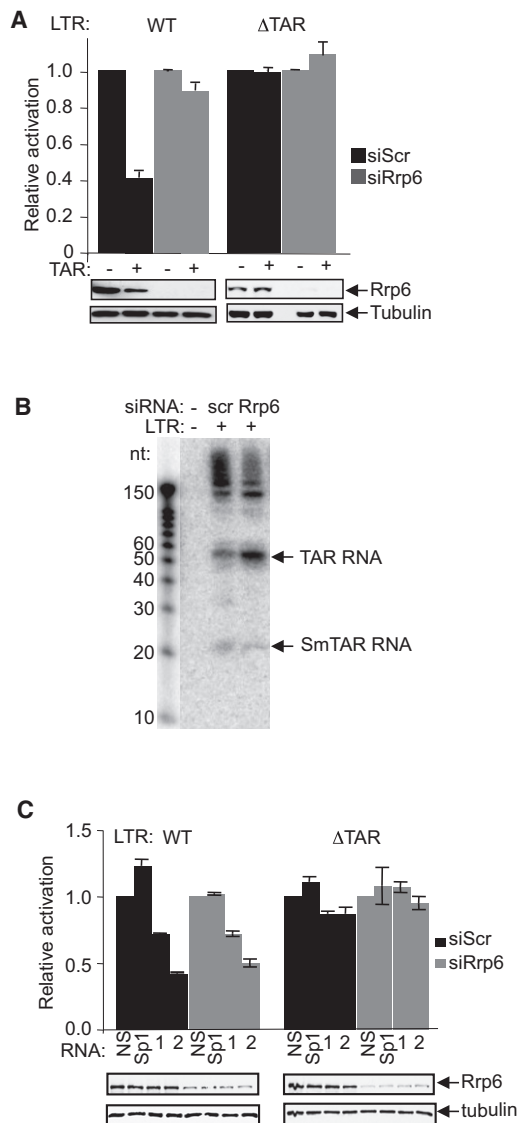 A
LTR: WT ΔTAR
Relative activation
1.0
0.8
0.6
0.4
0.2
0
siScr
siRrp6
TAR: - + - + - + - +
Rrp6
Tubulin
B
siRNA: - scr Rrp6
LTR: - + +
nt:
150
60
50
40
30
20
10
TAR RNA
SmTAR RNA
C
LTR: WT ΔTAR
Relative activation
1.5
1.0
0.5
0.0
siScr
siRrp6
RNA: NS Sp1 1 2 NS Sp1 1 2 NS Sp1 1 2 NS Sp1 1 2
Rrp6
tubulin